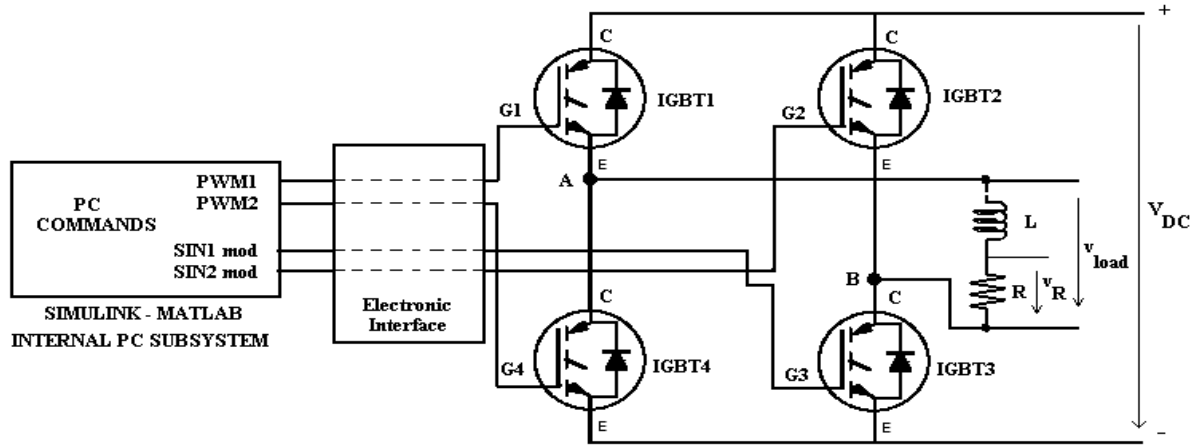 +
C
C
IGBT1
IGBT2
G1
G2
E
E
PWM1
PWM2
PC
COMMANDS
SIN1 mod
SIN2 mod
A
L
V
DC
v
load
B
R
v
R
Electronic
Interface
SIMULINK - MATLAB
INTERNAL PC SUBSYSTEM
C
C
G4
IGBT4
G3
IGBT3
E
E
-